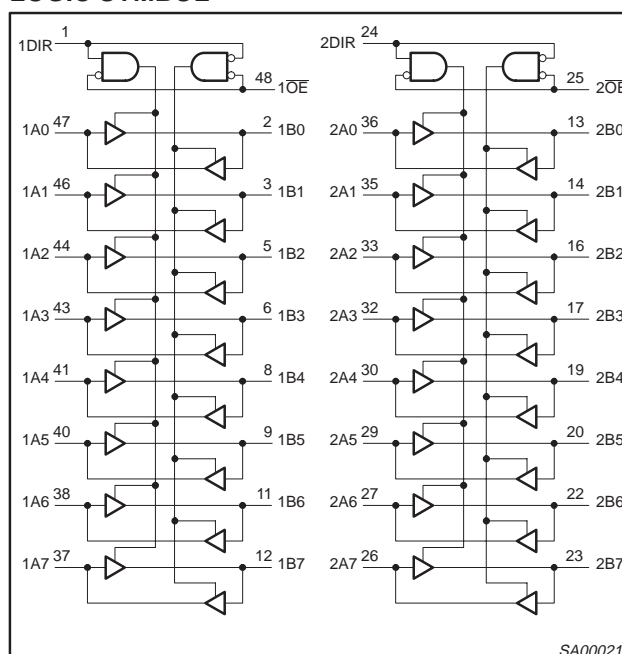 LOGIC SYMBOL
1DIR 1
48 1OE
1A0 47 2 1B0
1A1 46 3 1B1
1A2 44 5 1B2
1A3 43 6 1B3
1A4 41 8 1B4
1A5 40 9 1B5
1A6 38 11 1B6
1A7 37 12 1B7
2DIR 24
25 2OE
2A0 36 13 2B0
2A1 35 14 2B1
2A2 33 16 2B2
2A3 32 17 2B3
2A4 30 19 2B4
2A5 29 20 2B5
2A6 27 22 2B6
2A7 26 23 2B7
SA00021